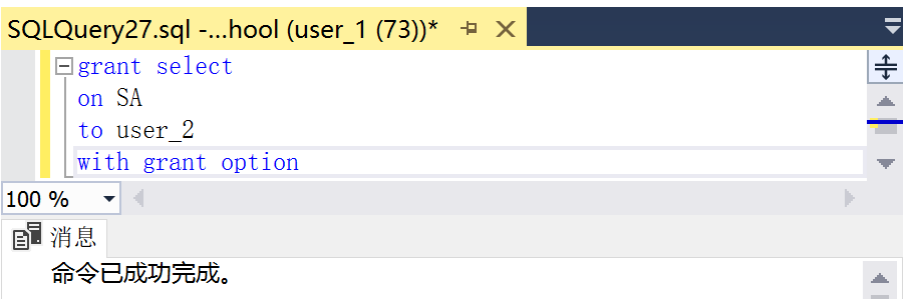 SQLQuery27.sql -...hool (user_1 (73))*
grant select
on SA
to user_2
with grant option
100 %
消息
命令已成功完成。